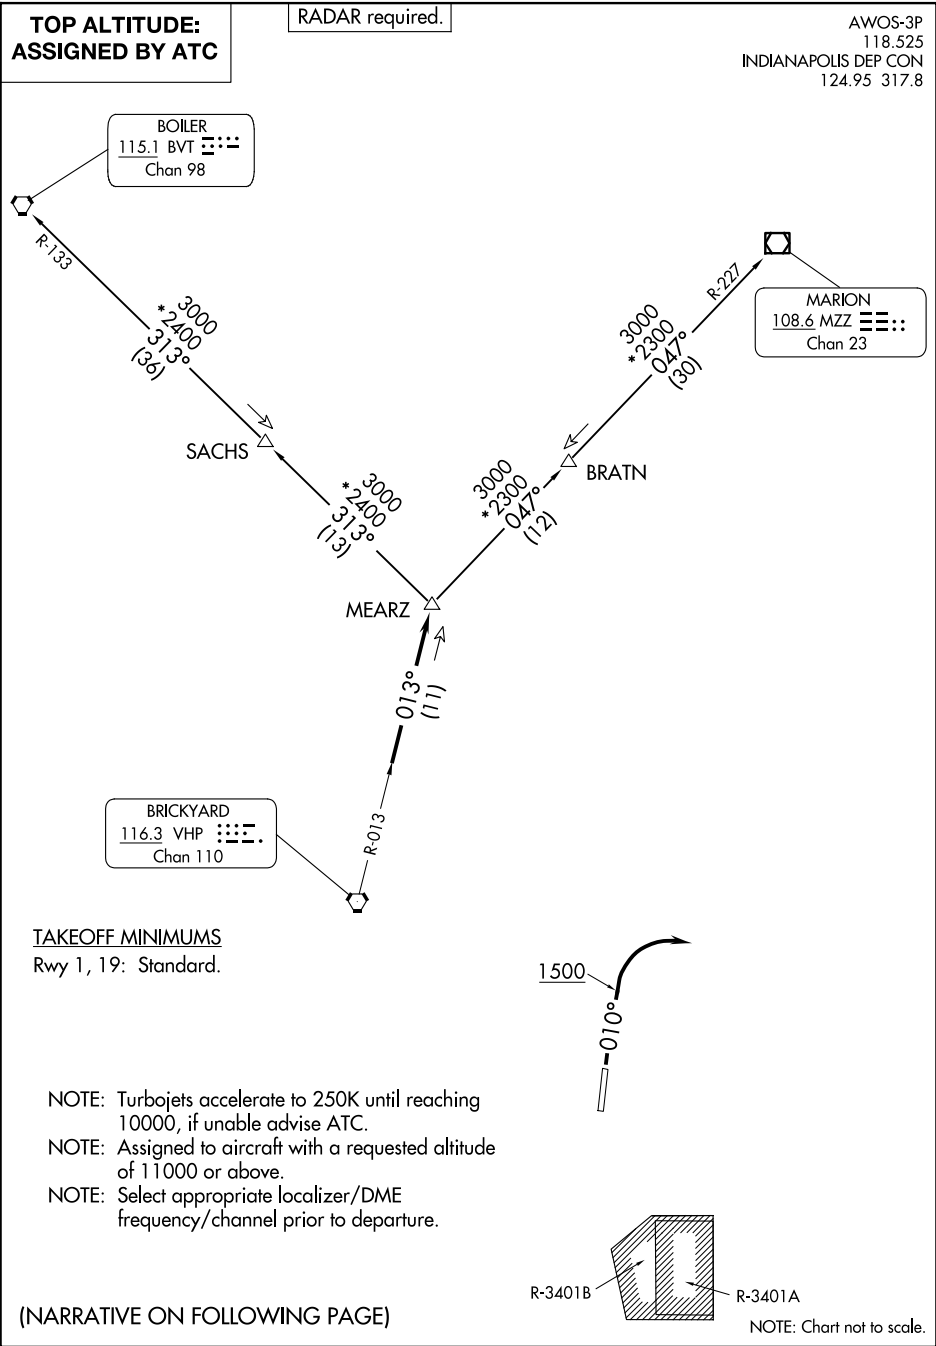 TOP ALTITUDE:
ASSIGNED BY ATC
RADAR required.
AWOS-3P
118.525
INDIANAPOLIS DEP CON
124.95 317.8
BOILER
115.1 BVT
Chan 98
R-133
3000
*2400
313°
(36)
SACHS
3000
*2400
313°
(13)
R-227
MARION
108.6 MZZ
Chan 23
3000
*2300
047°
(30)
BRATN
3000
*2300
047°
(12)
MEARZ
013°
(11)
R-013
BRICKYARD
116.3 VHP
Chan 110
TAKEOFF MINIMUMS
Rwy 1, 19: Standard.
1500
010°
NOTE: Turbojets accelerate to 250K until reaching
10000, if unable advise ATC.
NOTE: Assigned to aircraft with a requested altitude
of 11000 or above.
NOTE: Select appropriate localizer/DME
frequency/channel prior to departure.
R-3401B
R-3401A
(NARRATIVE ON FOLLOWING PAGE)
NOTE: Chart not to scale.